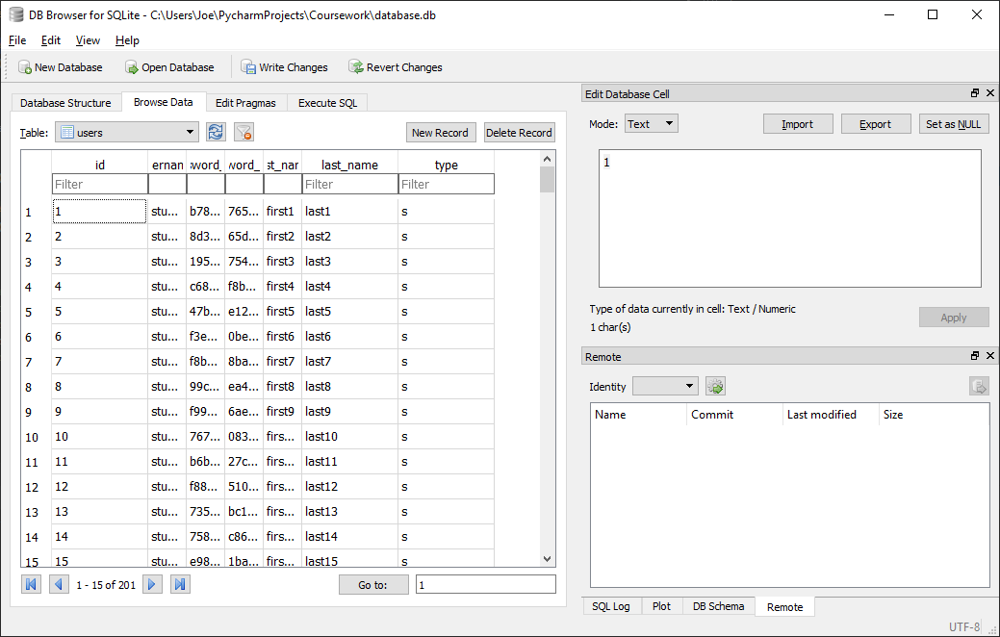 DB Browser for SQLite - C:\Users\Joe\PycharmProjects\Coursework\database.db
File Edit View Help
New Database Open Database Write Changes Revert Changes
Database Structure Browse Data Edit Pragmas Execute SQL
Table: users New Record Delete Record
id ernan word_ word_ st_nar last_name type
Filter Filter Filter
1 1 stu... b78... 765... first1 last1 s
2 2 stu... 8d3... 65d... first2 last2 s
3 3 stu... 195... 754... first3 last3 s
4 4 stu... c68... f8b... first4 last4 s
5 5 stu... 47b... e12... first5 last5 s
6 6 stu... f3e... 0be... first6 last6 s
7 7 stu... f8b... 8ba... first7 last7 s
8 8 stu... 99c... ea4... first8 last8 s
9 9 stu... f99... 6ae... first9 last9 s
10 10 stu... 767... 083... firs... last10 s
11 11 stu... b6b... 27c... firs... last11 s
12 12 stu... f88... 510... firs... last12 s
13 13 stu... 735... bc1... firs... last13 s
14 14 stu... 758... c86... firs... last14 s
15 15 stu... e98... 1ba... firs... last15 s
1 - 15 of 201 Go to: 1
Edit Database Cell
Mode: Text Import Export Set as NULL
1
Type of data currently in cell: Text / Numeric
1 char(s)
Apply
Remote
Identity
Name Commit Last modified Size
SQL Log Plot DB Schema Remote
UTF-8